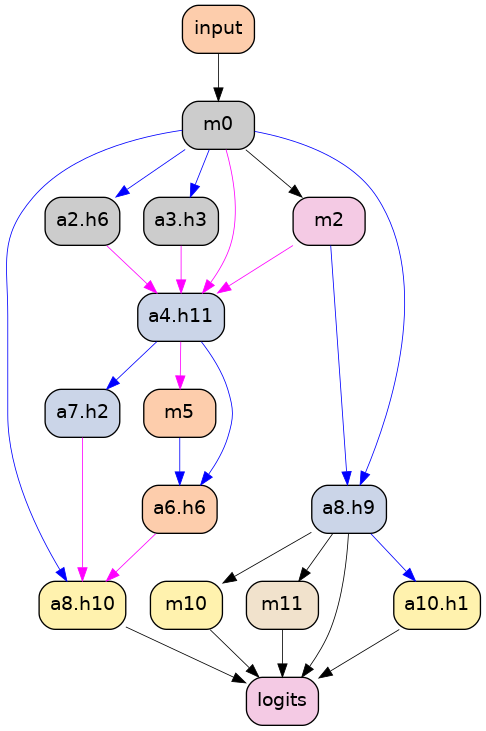 input
m0
a2.h6
a3.h3
m2
a4.h11
a7.h2
m5
a6.h6
a8.h9
a8.h10
m10
m11
a10.h1
logits